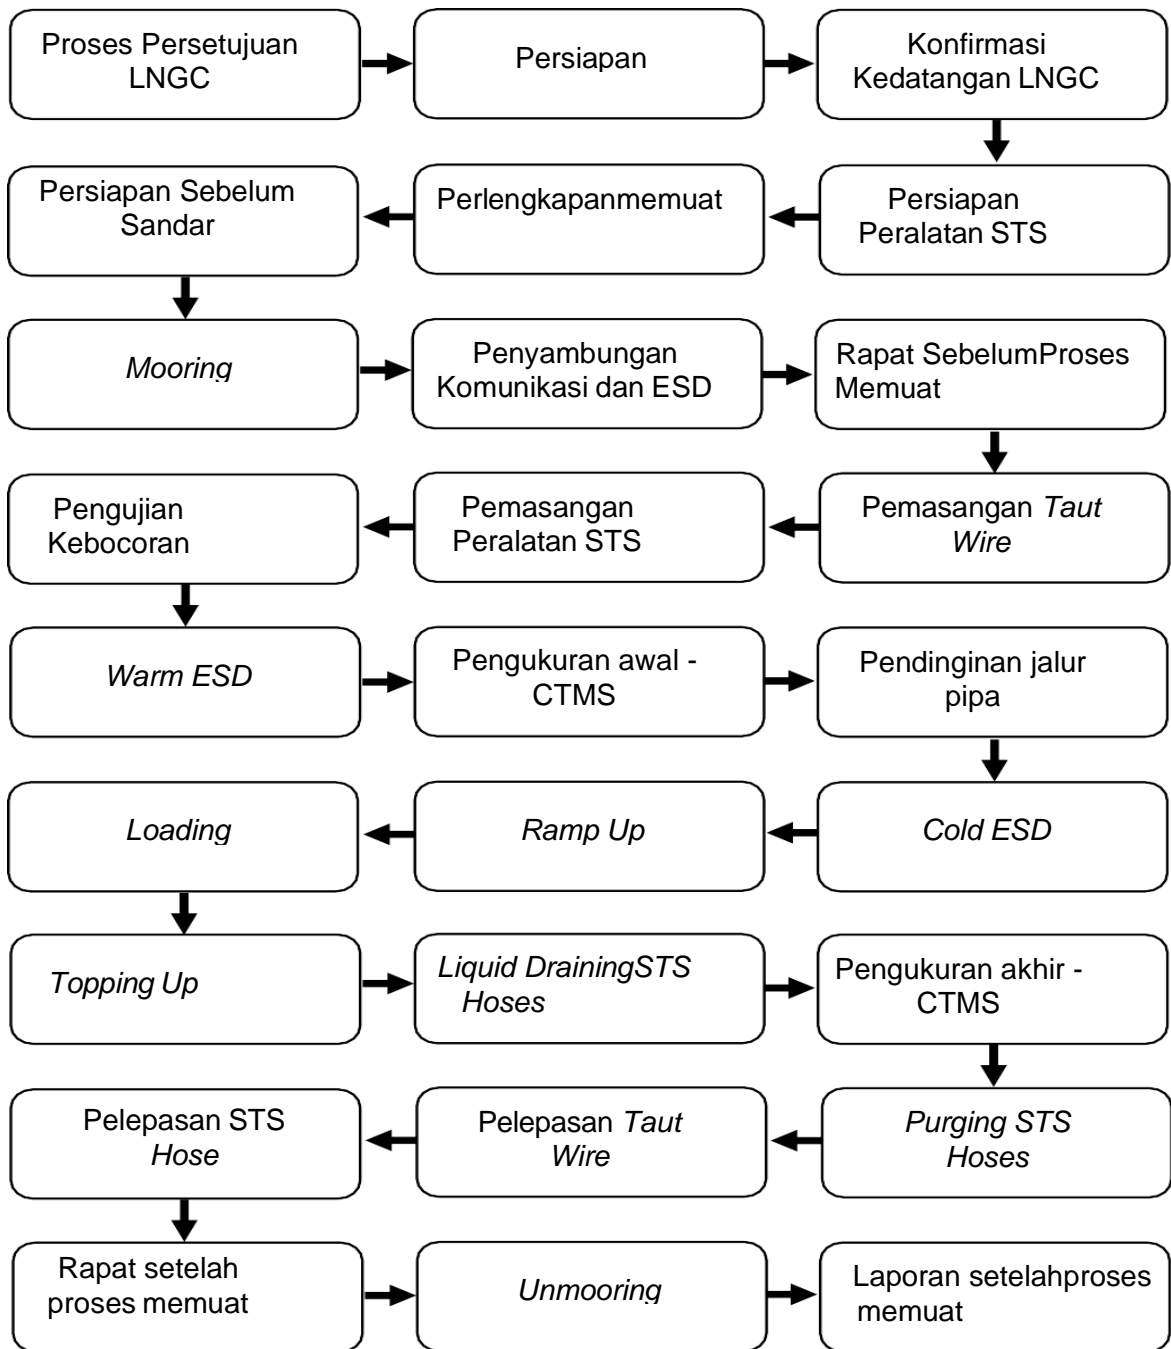 Proses Persetujuan
LNGC
Persiapan
Konfirmasi
Kedatangan LNGC
Persiapan Sebelum
Sandar
Perlengkapanmemuat
Persiapan
Peralatan STS
Mooring
Penyambungan
Komunikasi dan ESD
Rapat SebelumProses
Memuat
Pengujian
Kebocoran
Pemasangan
Peralatan STS
Pemasangan Taut
Wire
Warm ESD
Pengukuran awal -
CTMS
Pendinginan jalur
pipa
Loading
Ramp Up
Cold ESD
Topping Up
Liquid DrainingSTS
Hoses
Pengukuran akhir -
CTMS
Pelepasan STS
Hose
Pelepasan Taut
Wire
Purging STS
Hoses
Rapat setelah
proses memuat
Unmooring
Laporan setelahproses
memuat